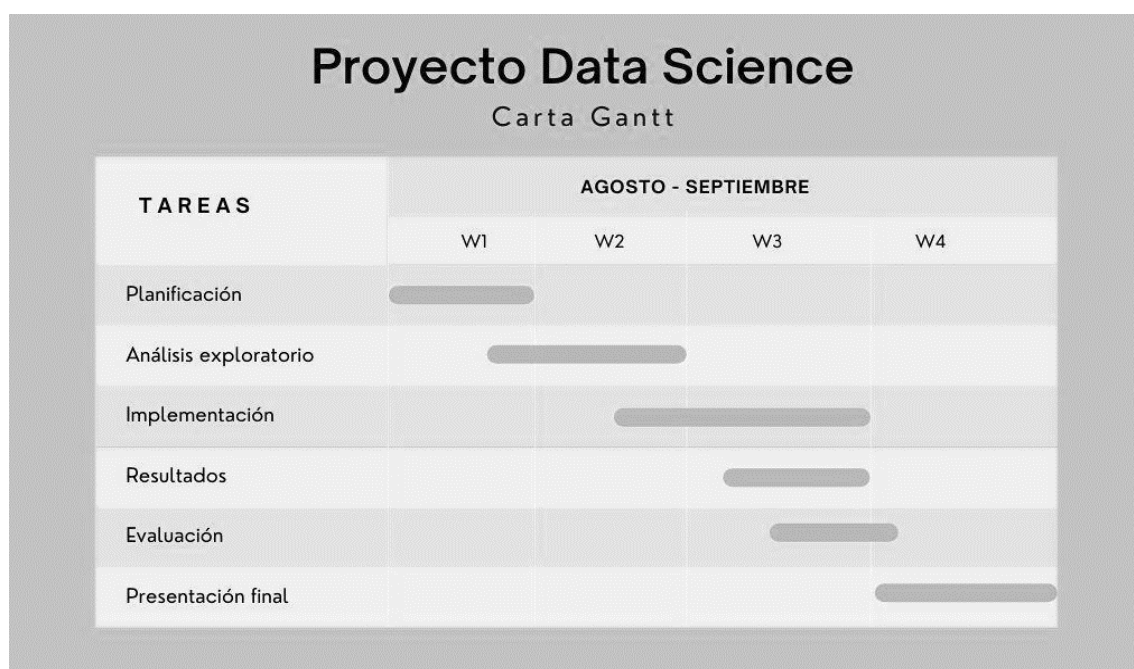 Proyecto Data Science
Carta Gantt
TAREAS
AGOSTO - SEPTIEMBRE
W1 W2 W3 W4
Planificación
Análisis exploratorio
Implementación
Resultados
Evaluación
Presentación final